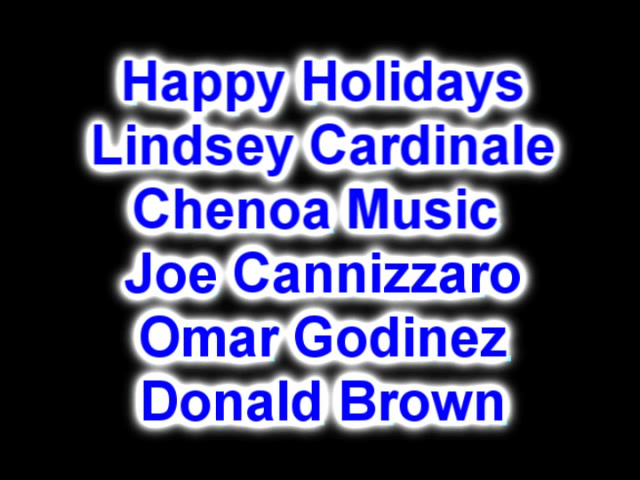 Happy Holidays
Lindsey Cardinale
Chenoa Music
Joe Cannizzaro
Omar Godinez
Donald Brown